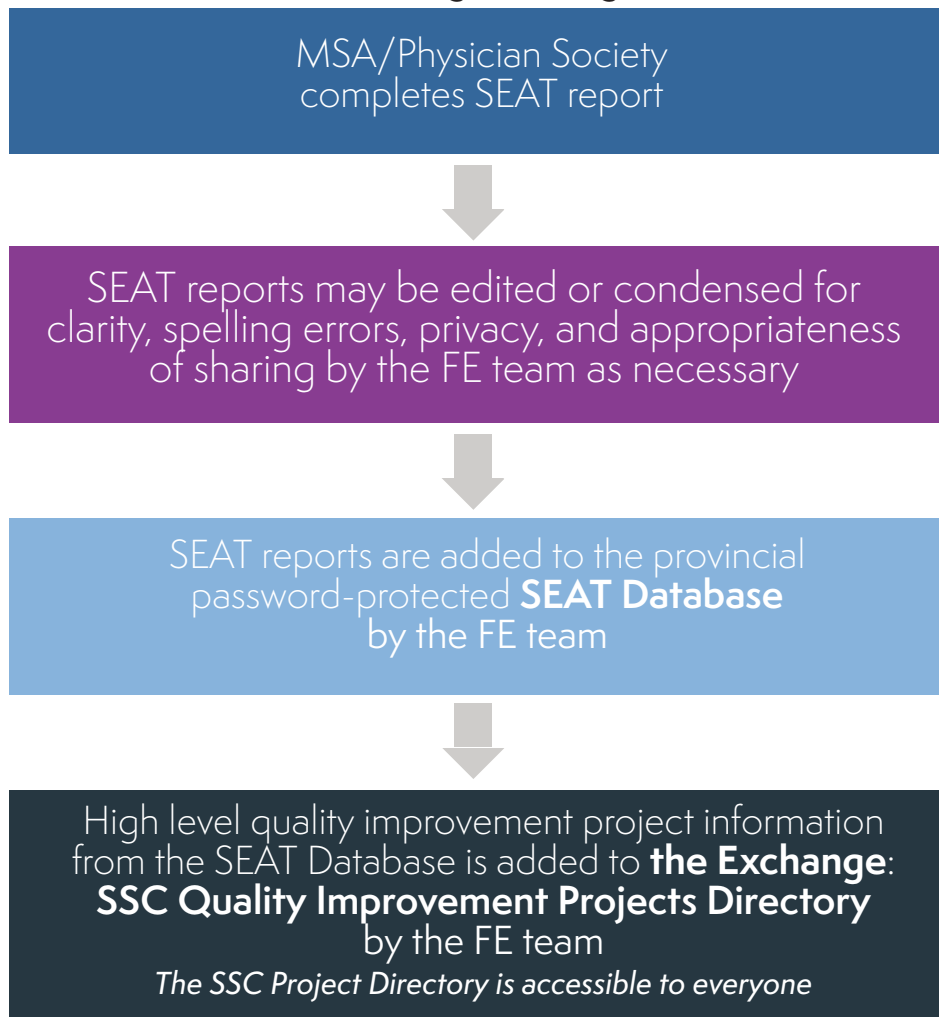 MSA/Physician Society
completes SEAT report
SEAT reports may be edited or condensed for
clarity, spelling errors, privacy, and appropriateness
of sharing by the FE team as necessary
SEAT reports are added to the provincial
password-protected SEAT Database
by the FE team
High level quality improvement project information
from the SEAT Database is added to the Exchange:
SSC Quality Improvement Projects Directory
by the FE team
The SSC Project Directory is accessible to everyone